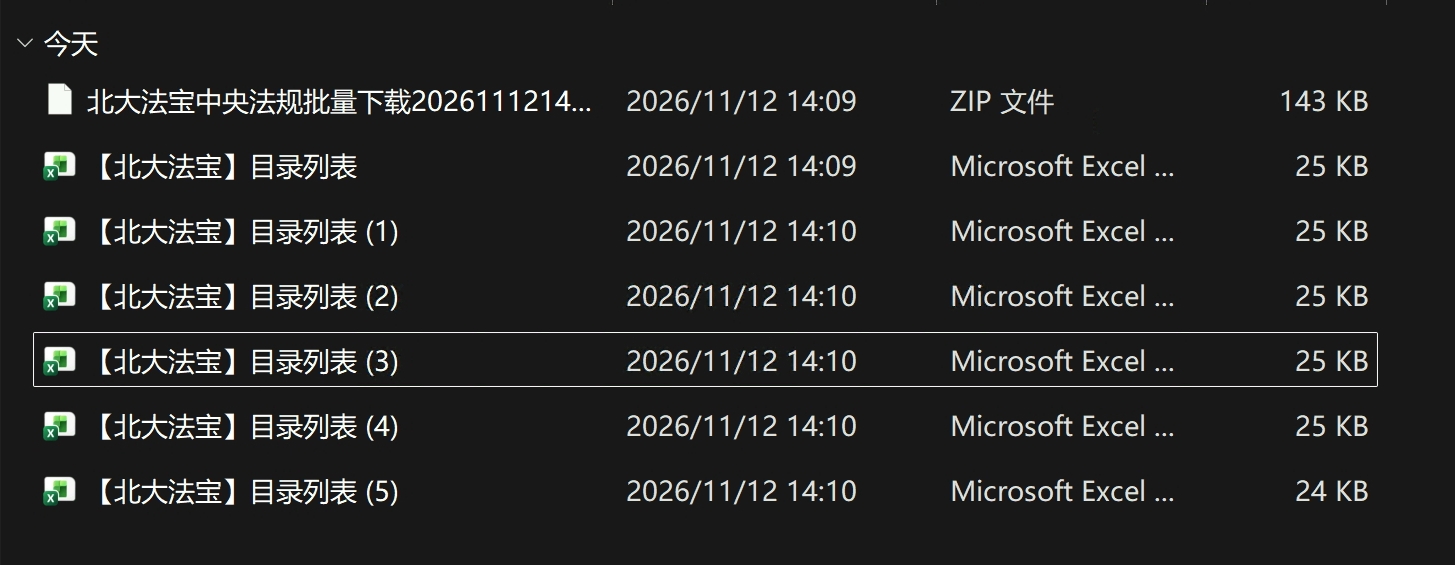 今天
北大法宝中央法规批量下载2026111214... 2026/11/12 14:09 ZIP 文件 143 KB
【北大法宝】目录列表 2026/11/12 14:09 Microsoft Excel ... 25 KB
【北大法宝】目录列表 (1) 2026/11/12 14:10 Microsoft Excel ... 25 KB
【北大法宝】目录列表 (2) 2026/11/12 14:10 Microsoft Excel ... 25 KB
【北大法宝】目录列表 (3) 2026/11/12 14:10 Microsoft Excel ... 25 KB
【北大法宝】目录列表 (4) 2026/11/12 14:10 Microsoft Excel ... 25 KB
【北大法宝】目录列表 (5) 2026/11/12 14:10 Microsoft Excel ... 24 KB